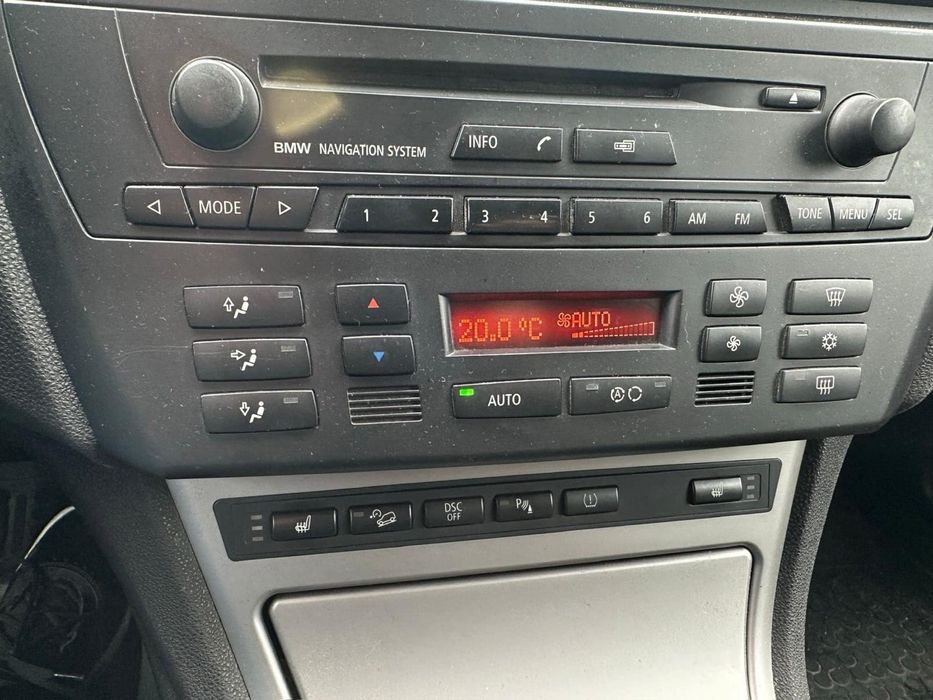 INFO
BMW NAVIGATION SYSTEM
MODE 1 2 3 4 5 6 AM FM TONE MENU SEL
20.0 °C AUTO
AUTO A
DSC OFF P